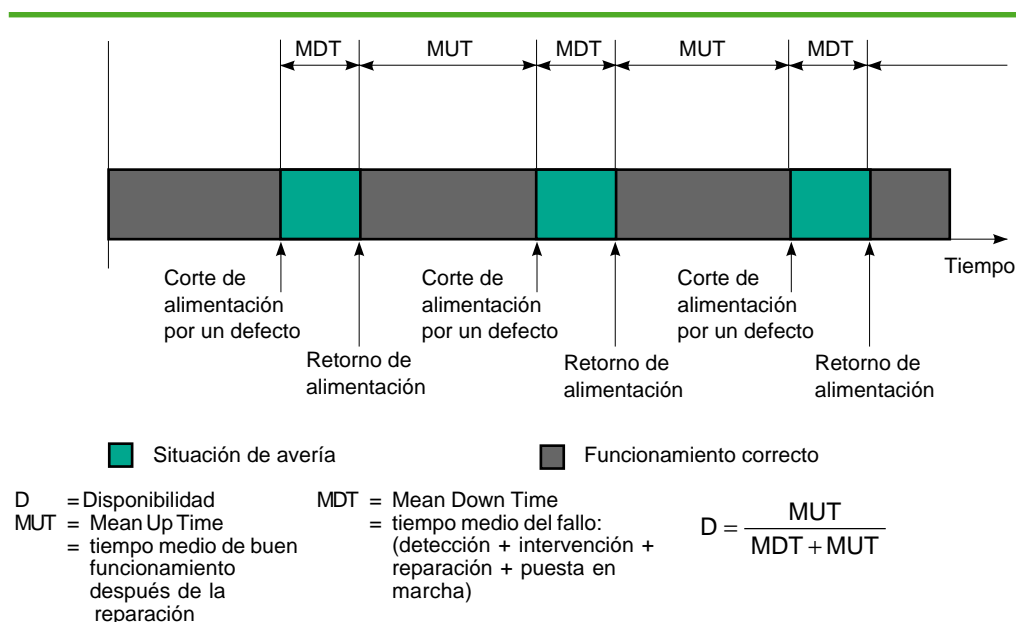 MDT MUT MDT MUT MDT
Tiempo
Corte de
alimentación
por un defecto
Corte de
alimentación
por un defecto
Corte de
alimentación
por un defecto
Retorno de
alimentación
Retorno de
alimentación
Retorno de
alimentación
Situación de avería
Funcionamiento correcto
D = Disponibilidad
MUT = Mean Up Time
= tiempo medio de buen
funcionamiento
después de la
reparación
MDT = Mean Down Time
= tiempo medio del fallo:
(detección + intervención +
reparación + puesta en
marcha)
D = MUT
MDT + MUT